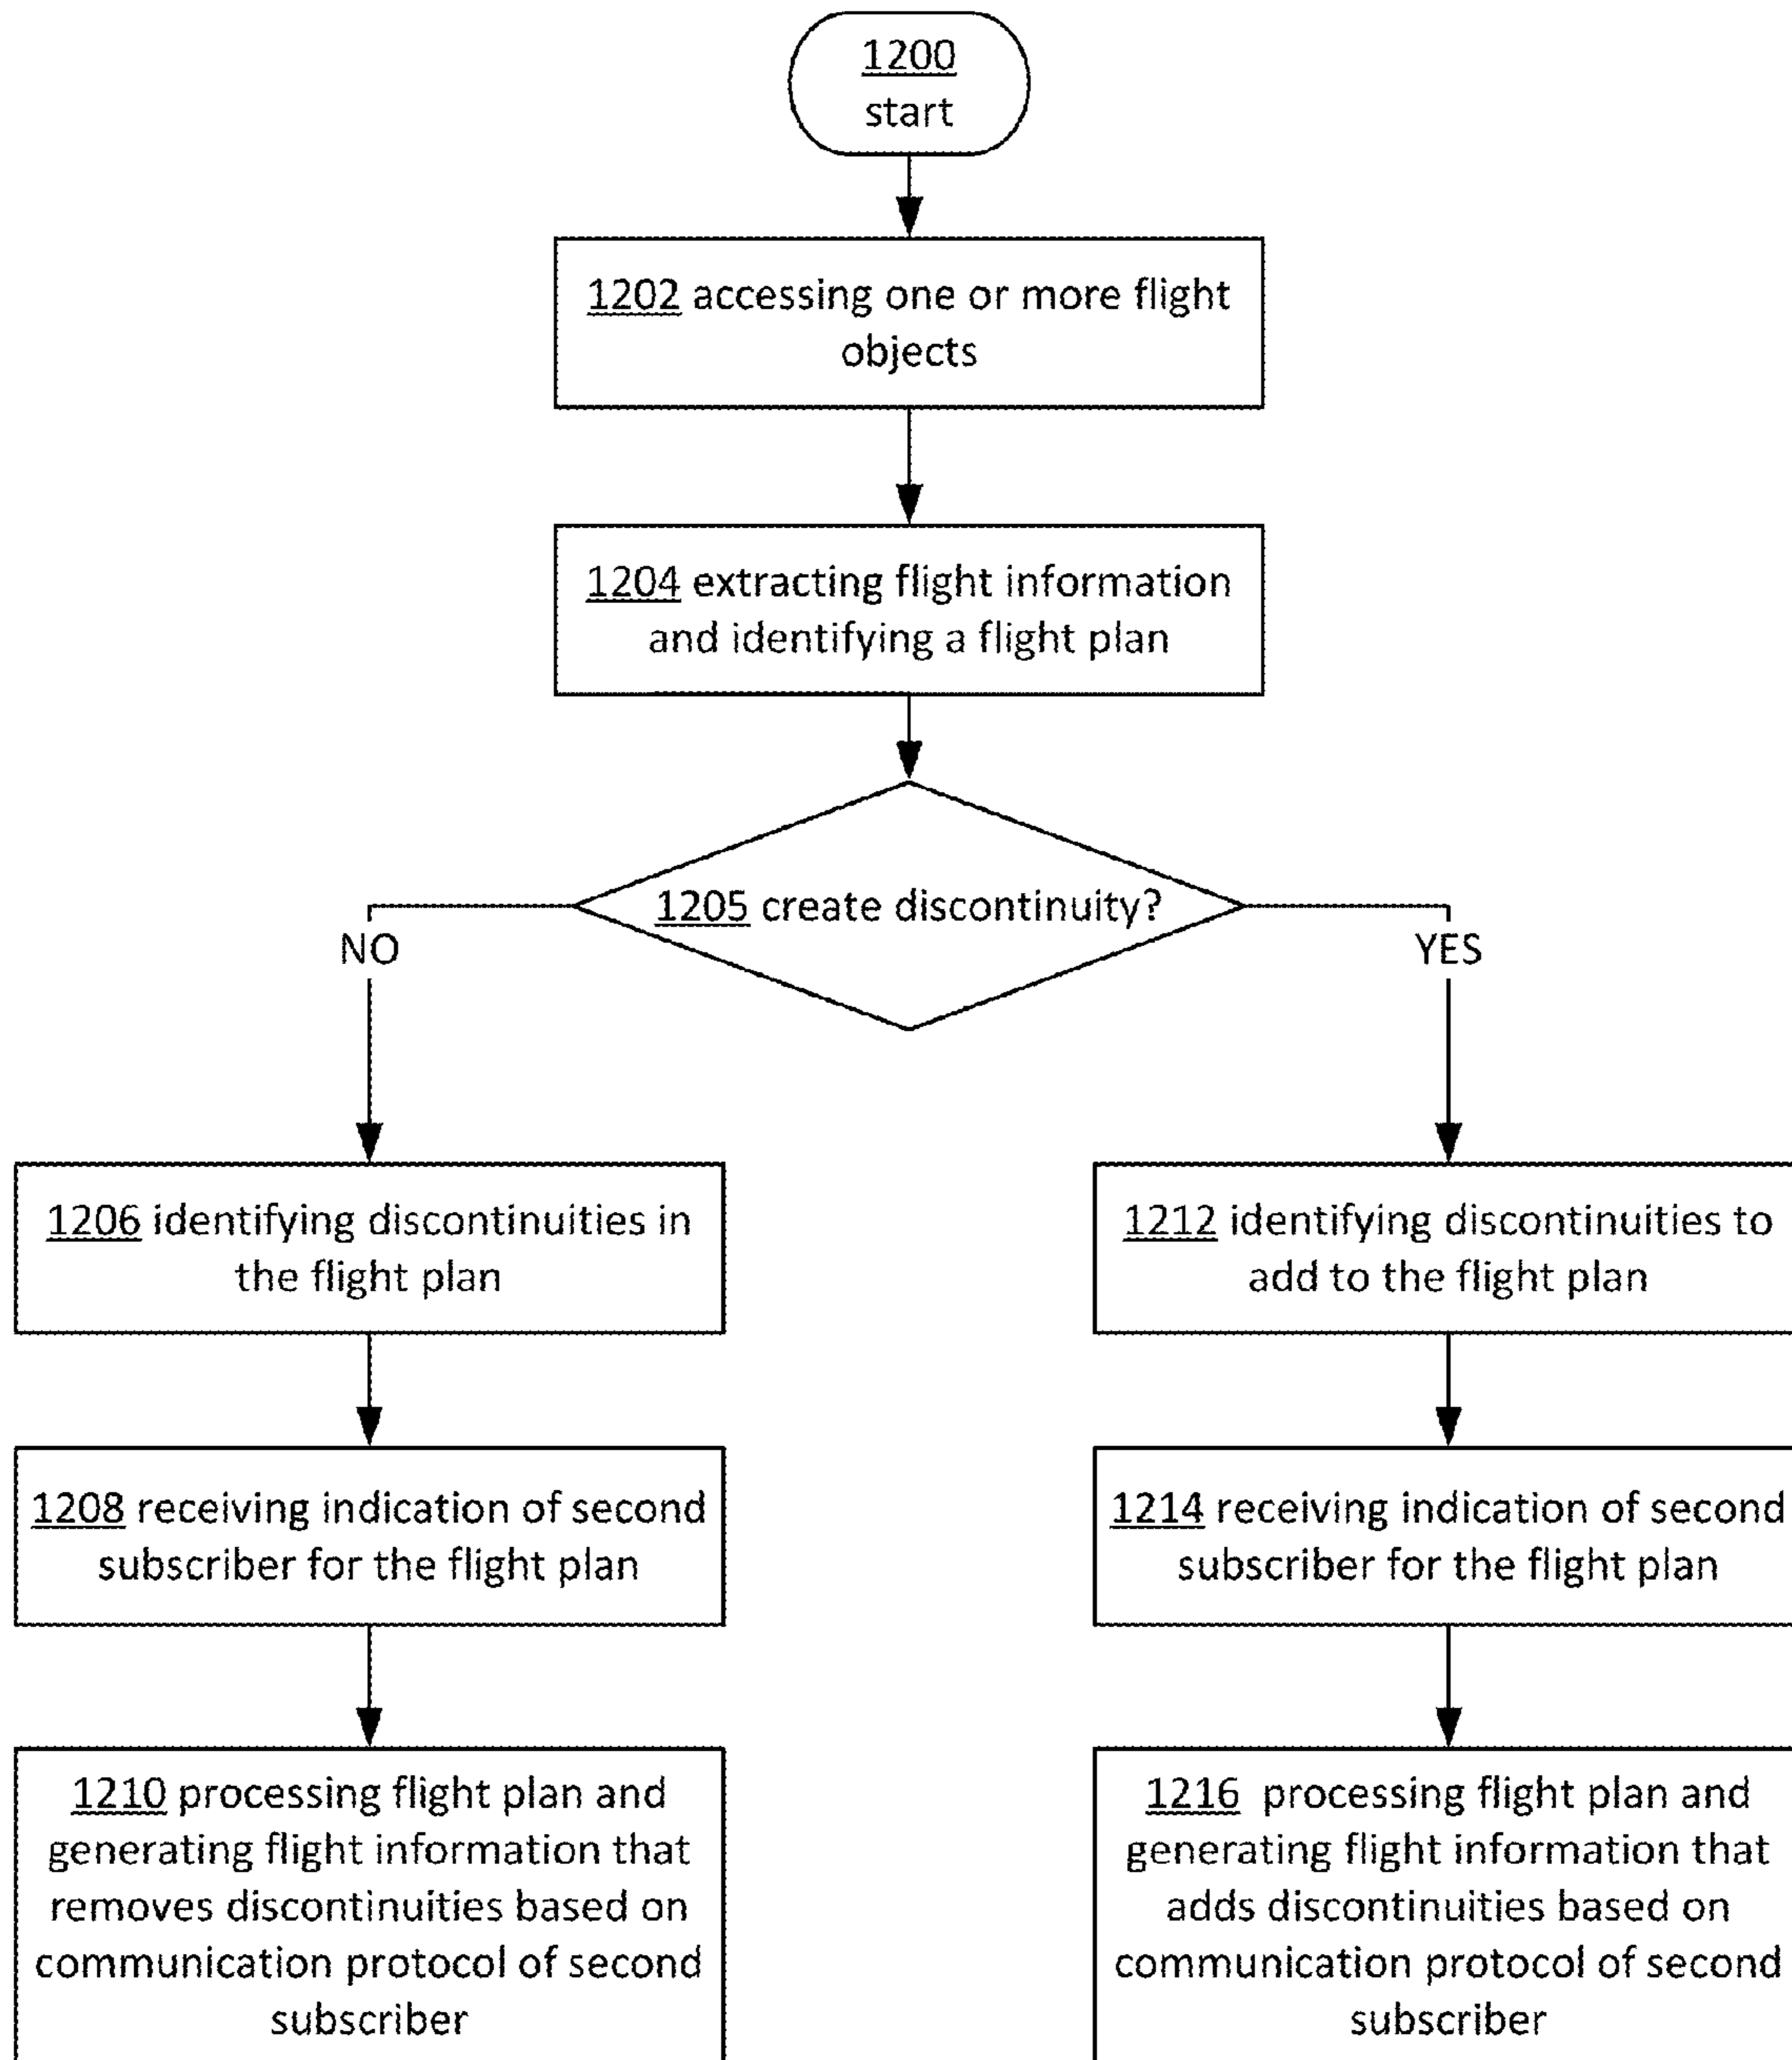 1200
start
1202 accessing one or more flight
objects
1204 extracting flight information
and identifying a flight plan
1205 create discontinuity?
NO
YES
1206 identifying discontinuities in
the flight plan
1212 identifying discontinuities to
add to the flight plan
1208 receiving indication of second
subscriber for the flight plan
1214 receiving indication of second
subscriber for the flight plan
1210 processing flight plan and
generating flight information that
removes discontinuities based on
communication protocol of second
subscriber
1216 processing flight plan and
generating flight information that
adds discontinuities based on
communication protocol of second
subscriber